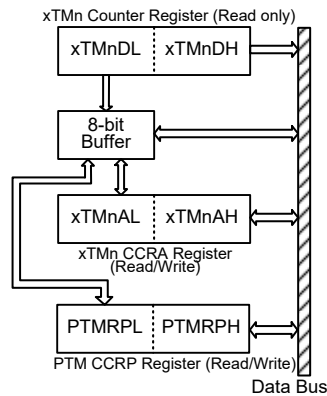 xTMn Counter Register (Read only)
xTMnDL xTMnDH
8-bit
Buffer
xTMnAL xTMnAH
xTMn CCRA Register
(Read/Write)
PTMRPL PTMRPH
PTM CCRP Register (Read/Write)
Data Bus